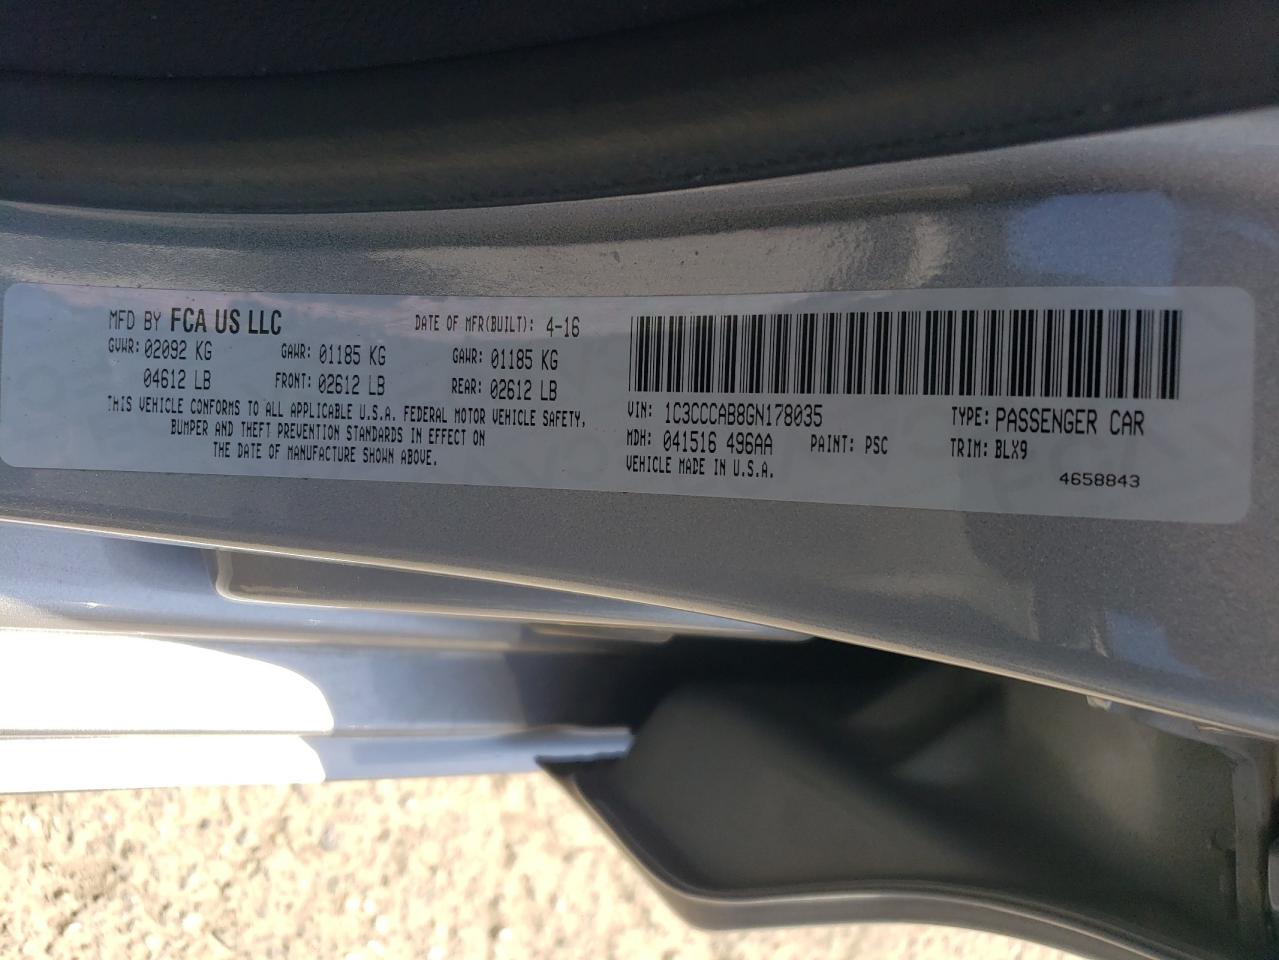 MFD BY FCA US LLC DATE OF MFR(BUILT): 4-16
GVWR: 02092 KG GAWR: 01185 KG GAWR: 01185 KG
04612 LB FRONT: 02612 LB REAR: 02612 LB
THIS VEHICLE CONFORMS TO ALL APPLICABLE U.S.A. FEDERAL MOTOR VEHICLE SAFETY,
BUMPER AND THEFT PREVENTION STANDARDS IN EFFECT ON
THE DATE OF MANUFACTURE SHOWN ABOVE.
VIN: 1C3CCCAB8GN178035 TYPE: PASSENGER CAR
MDH: 041516 496AA PAINT: PSC TRIM: BLX9
VEHICLE MADE IN U.S.A.
4658843